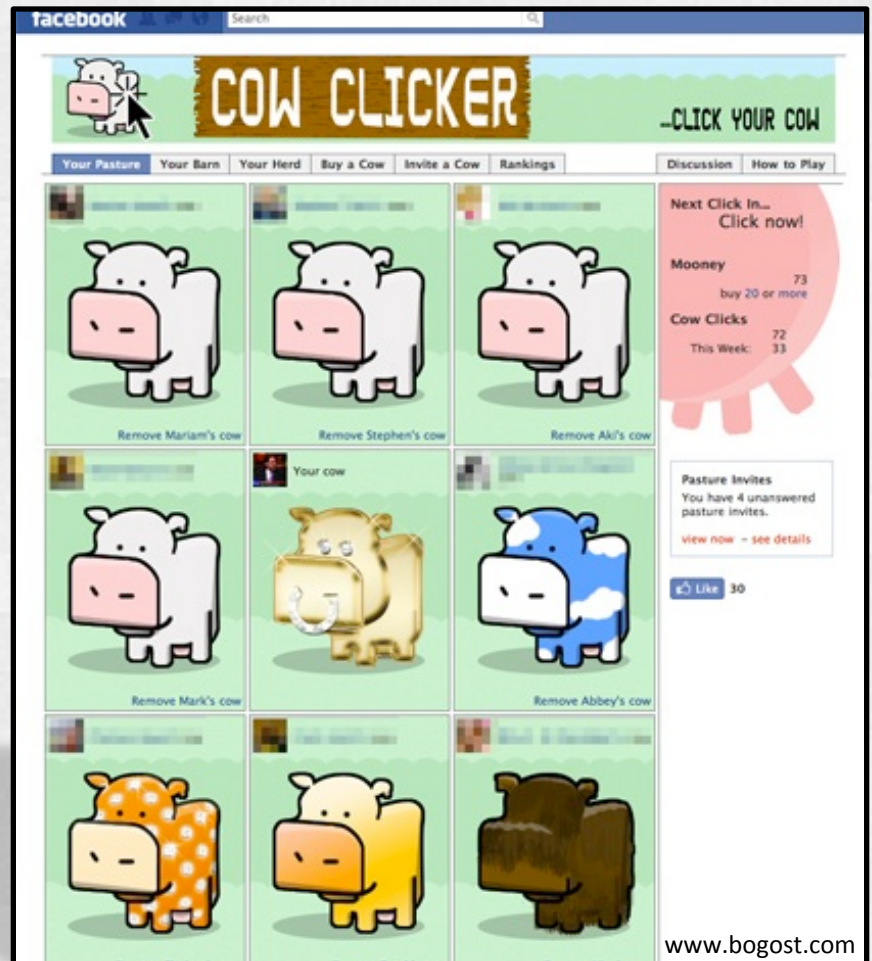 facebook
Search
COW CLICKER
...CLICK YOUR COW
Your Pasture Your Barn Your Herd Buy a Cow Invite a Cow Rankings Discussion How to Play
Next Click In...
Click now!
Mooney
73
buy 20 or more
Cow Clicks
72
This Week: 33
Remove Mariam's cow
Remove Stephen's cow
Remove Aki's cow
Your cow
Pasture Invites
You have 4 unanswered
pasture invites.
view now - see details
Like 30
Remove Mark's cow
Remove Abbey's cow
www.bogost.com